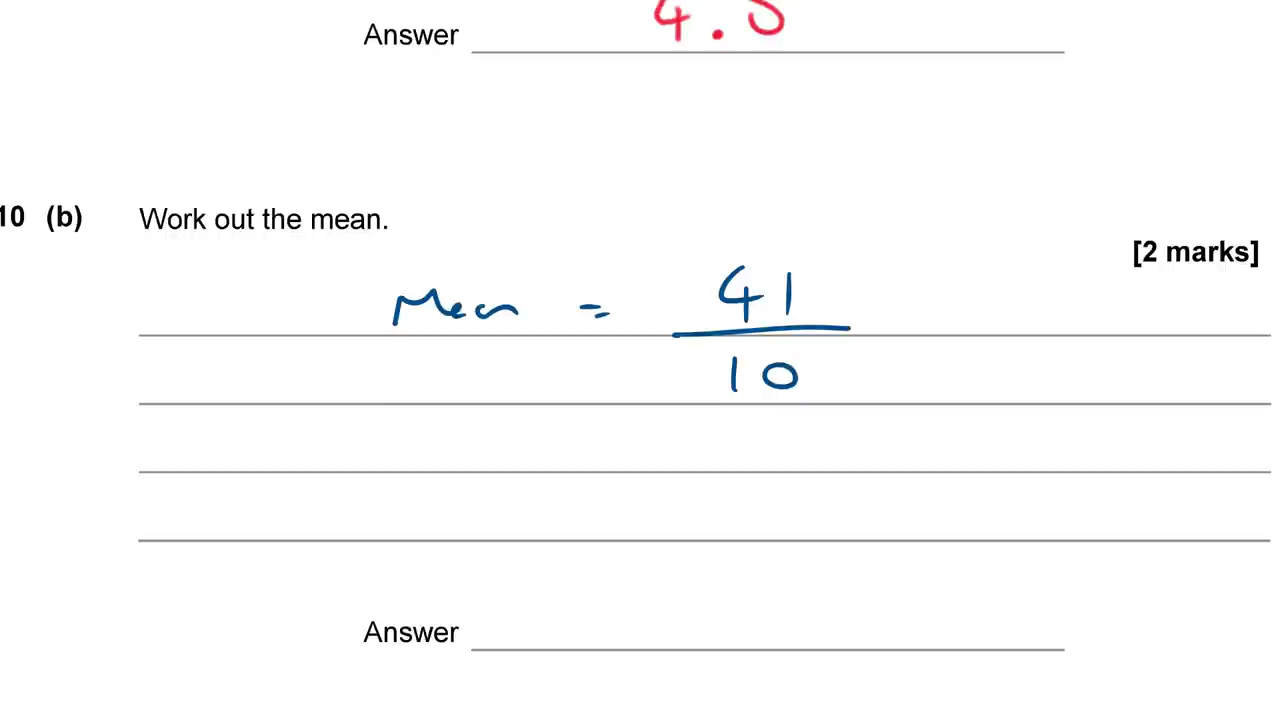 Answer 4.5
10 (b) Work out the mean.
[2 marks]
Mean = 41
10
Answer